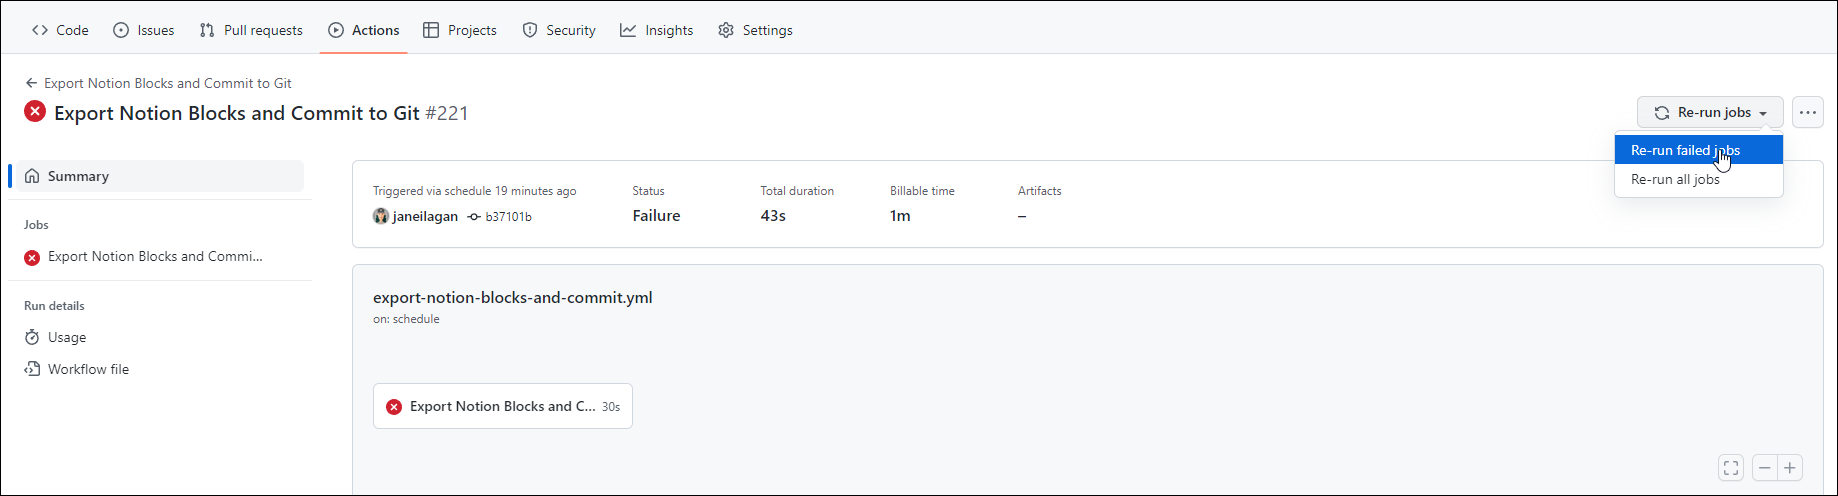 Code Issues Pull requests Actions Projects Security Insights Settings
Export Notion Blocks and Commit to Git
Export Notion Blocks and Commit to Git #221
Re-run jobs
Re-run failed jobs
Re-run all jobs
Summary
Jobs
Export Notion Blocks and Commi...
Run details
Usage
Workflow file
Triggered via schedule 19 minutes ago
janeilagan b37101b
Status
Failure
Total duration
43s
Billable time
1m
Artifacts
–
export-notion-blocks-and-commit.yml
on: schedule
Export Notion Blocks and C... 30s